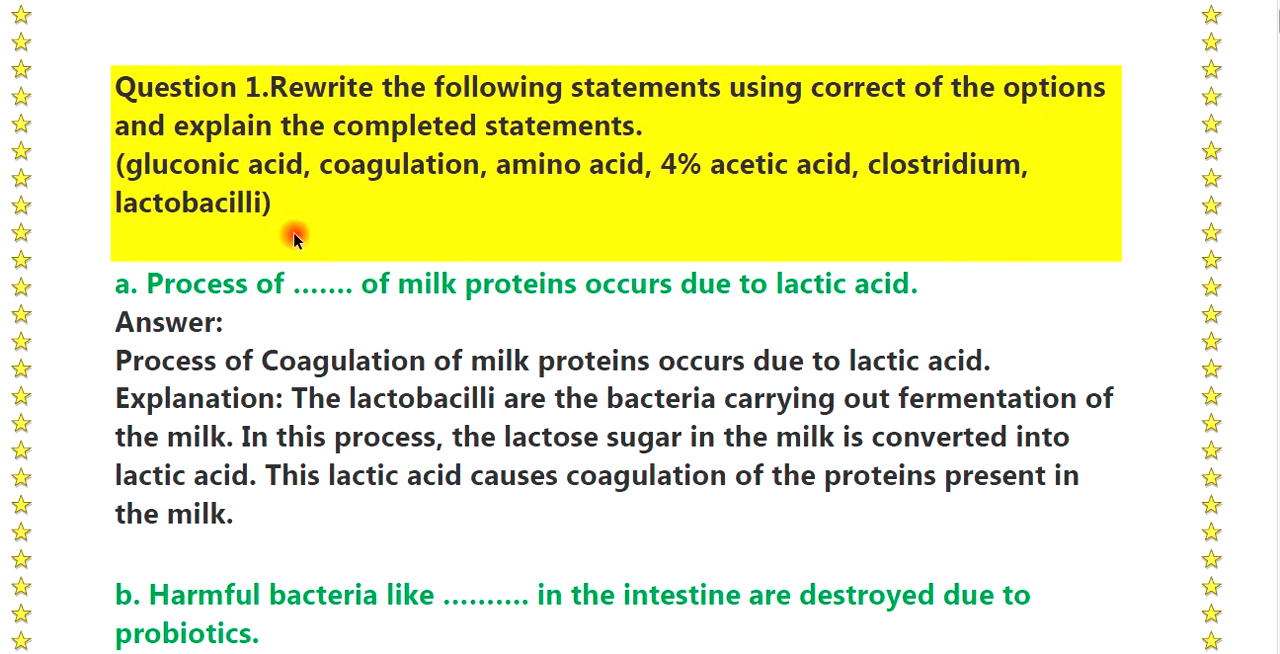 Question 1.Rewrite the following statements using correct of the options
and explain the completed statements.
(gluconic acid, coagulation, amino acid, 4% acetic acid, clostridium,
lactobacilli)
a. Process of ....... of milk proteins occurs due to lactic acid.
Answer:
Process of Coagulation of milk proteins occurs due to lactic acid.
Explanation: The lactobacilli are the bacteria carrying out fermentation of
the milk. In this process, the lactose sugar in the milk is converted into
lactic acid. This lactic acid causes coagulation of the proteins present in
the milk.
b. Harmful bacteria like .......... in the intestine are destroyed due to
probiotics.